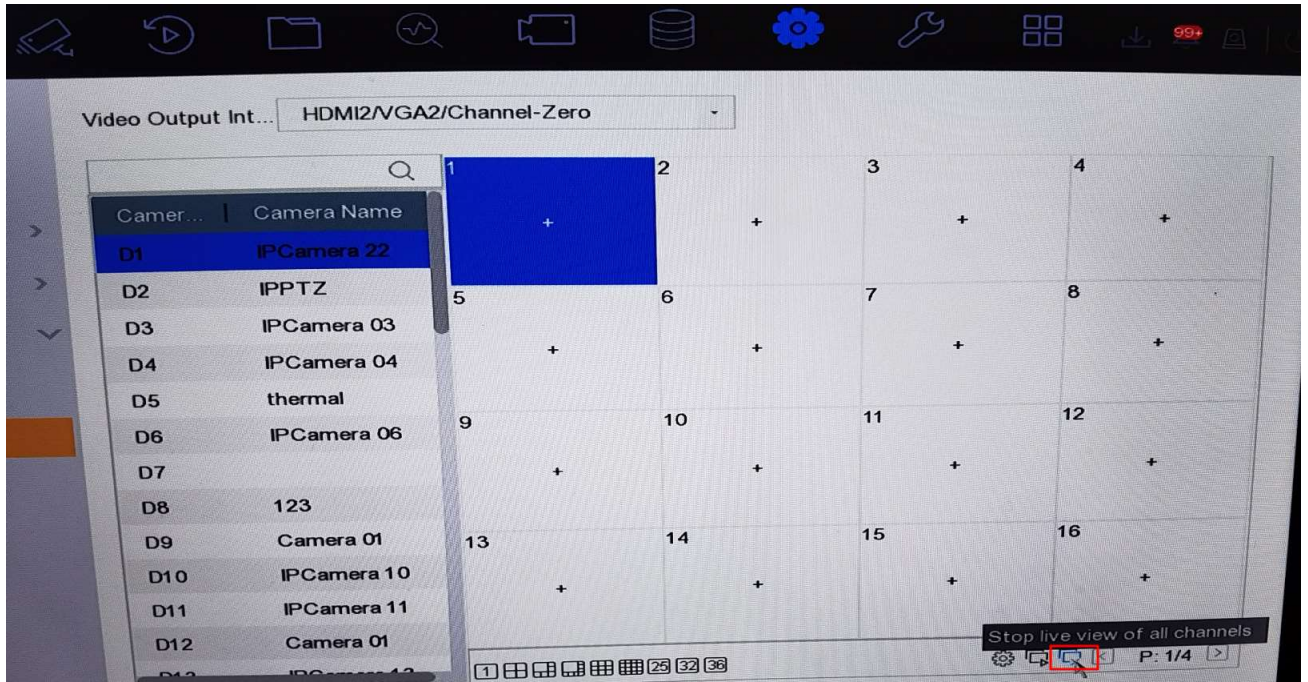 99+
Video Output Int... HDMI2/VGA2/Channel-Zero
Camer... Camera Name
D1 IPCamera 22
D2 IPPTZ
D3 IPCamera 03
D4 IPCamera 04
D5 thermal
D6 IPCamera 06
D7
D8 123
D9 Camera 01
D10 IPCamera 10
D11 IPCamera 11
D12 Camera 01
1 2 3 4
5 6 7 8
9 10 11 12
13 14 15 16
Stop live view of all channels
1 25 32 36 P: 1/4